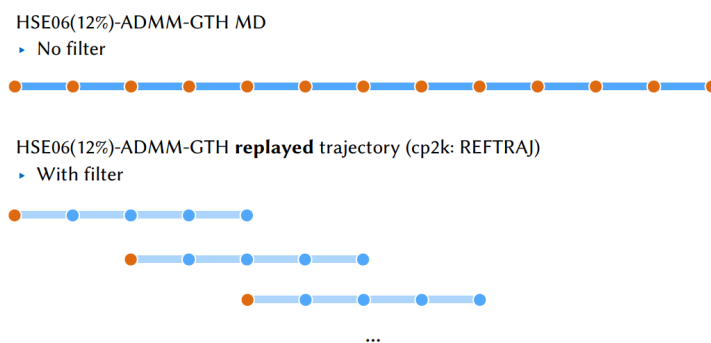 HSE06(12%)-ADMM-GTH MD
▸ No filter
HSE06(12%)-ADMM-GTH replayed trajectory (cp2k: REFTRAJ)
▸ With filter
...